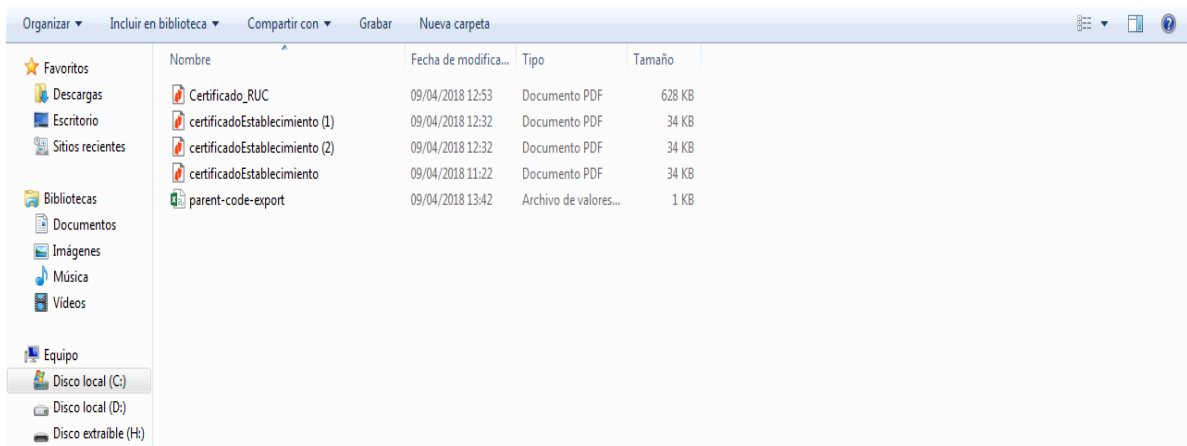 Organizar Incluir en biblioteca Compartir con Grabar Nueva carpeta
Favoritos
Descargas
Escritorio
Sitios recientes
Bibliotecas
Documentos
Imágenes
Música
Vídeos
Equipo
Disco local (C:)
Disco local (D:)
Disco extraíble (H:)
Nombre Fecha de modifica... Tipo Tamaño
Certificado_RUC 09/04/2018 12:53 Documento PDF 628 KB
certificadoEstablecimiento (1) 09/04/2018 12:32 Documento PDF 34 KB
certificadoEstablecimiento (2) 09/04/2018 12:32 Documento PDF 34 KB
certificadoEstablecimiento 09/04/2018 11:22 Documento PDF 34 KB
parent-code-export 09/04/2018 13:42 Archivo de valores... 1 KB